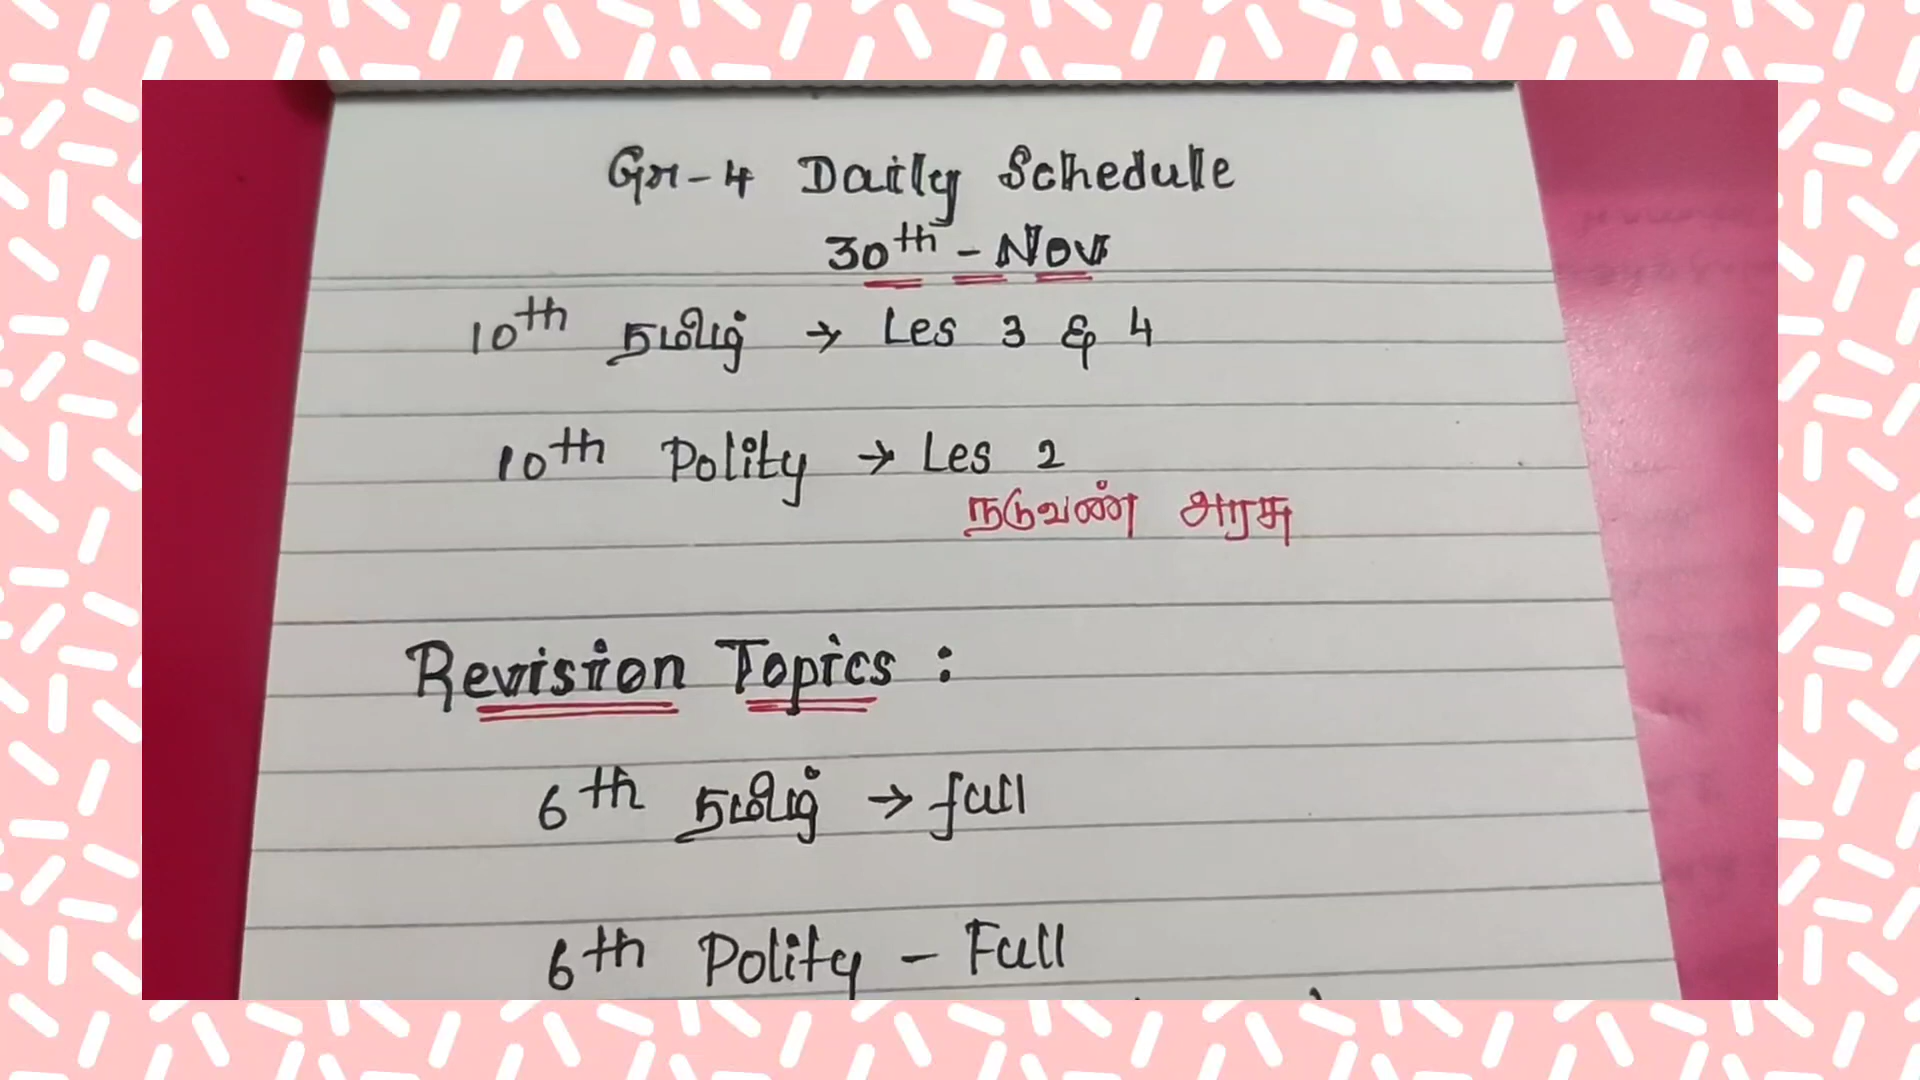 Gr-4 Daily Schedule
30th - Nov
10th தமிழ் → Les 3 & 4
10th Polity → Les 2
நடுவண் அரசு
Revision Topics :
6th தமிழ் → full
6th Polity - Full